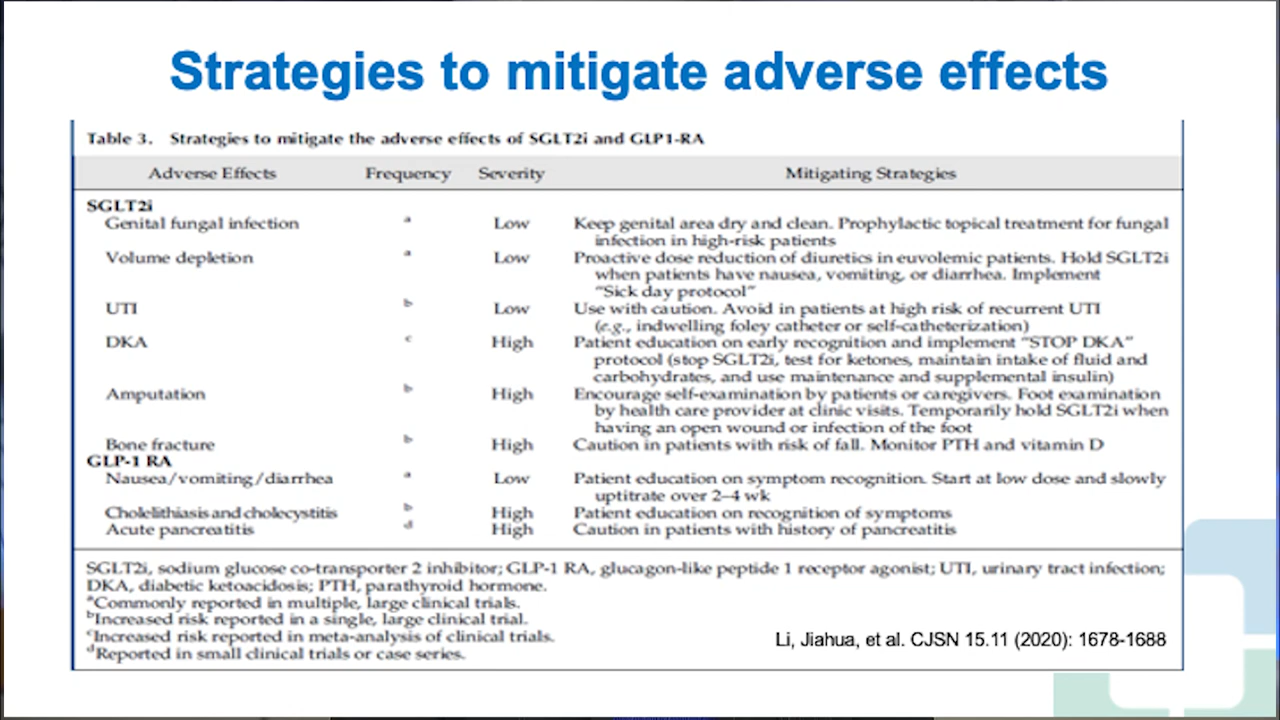 Strategies to mitigate adverse effects
Table 3. Strategies to mitigate the adverse effects of SGLT2i and GLP1-RA
Adverse Effects Frequency Severity Mitigating Strategies
SGLT2i
Genital fungal infection a Low Keep genital area dry and clean. Prophylactic topical treatment for fungal
infection in high-risk patients
Volume depletion a Low Proactive dose reduction of diuretics in euvolemic patients. Hold SGLT2i
when patients have nausea, vomiting, or diarrhea. Implement
“Sick day protocol”
UTI b Low Use with caution. Avoid in patients at high risk of recurrent UTI
(e.g., indwelling foley catheter or self-catheterization)
DKA c High Patient education on early recognition and implement “STOP DKA”
protocol (stop SGLT2i, test for ketones, maintain intake of fluid and
carbohydrates, and use maintenance and supplemental insulin)
Amputation b High Encourage self-examination by patients or caregivers. Foot examination
by health care provider at clinic visits. Temporarily hold SGLT2i when
having an open wound or infection of the foot
Bone fracture b High Caution in patients with risk of fall. Monitor PTH and vitamin D
GLP-1 RA
Nausea/vomiting/diarrhea a Low Patient education on symptom recognition. Start at low dose and slowly
uptitrate over 2–4 wk
Cholelithiasis and cholecystitis b High Patient education on recognition of symptoms
Acute pancreatitis d High Caution in patients with history of pancreatitis
SGLT2i, sodium glucose co-transporter 2 inhibitor; GLP-1 RA, glucagon-like peptide 1 receptor agonist; UTI, urinary tract infection;
DKA, diabetic ketoacidosis; PTH, parathyroid hormone.
aCommonly reported in multiple, large clinical trials.
bIncreased risk reported in a single, large clinical trial.
cIncreased risk reported in meta-analysis of clinical trials.
dReported in small clinical trials or case series.
Li, Jiahua, et al. CJSN 15.11 (2020): 1678-1688